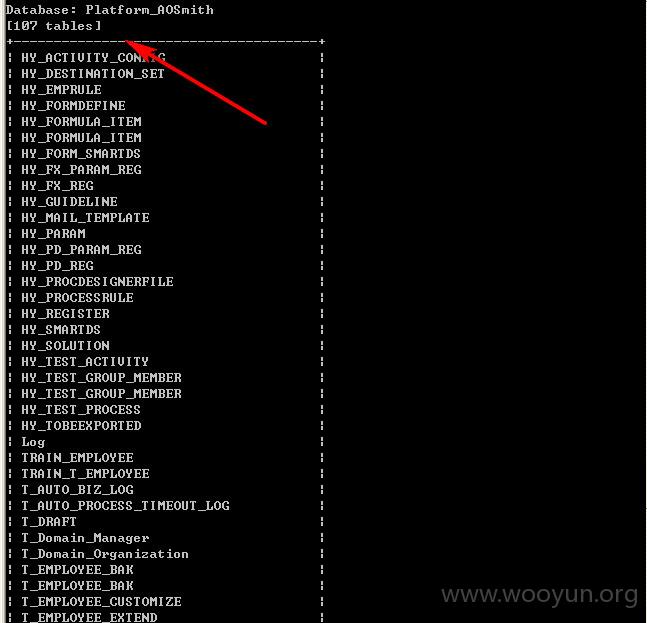 Database: Platform_AOSmith
[107 tables]
+---------------------------------------+
¦ HY_ACTIVITY_CONFIG ¦
¦ HY_DESTINATION_SET ¦
¦ HY_EMPRULE ¦
¦ HY_FORMDEFINE ¦
¦ HY_FORMULA_ITEM ¦
¦ HY_FORMULA_ITEM ¦
¦ HY_FORM_SMARTDS ¦
¦ HY_FX_PARAM_REG ¦
¦ HY_FX_REG ¦
¦ HY_GUIDELINE ¦
¦ HY_MAIL_TEMPLATE ¦
¦ HY_PARAM ¦
¦ HY_PD_PARAM_REG ¦
¦ HY_PD_REG ¦
¦ HY_PROCDESIGNERFILE ¦
¦ HY_PROCESSRULE ¦
¦ HY_REGISTER ¦
¦ HY_SMARTDS ¦
¦ HY_SOLUTION ¦
¦ HY_TEST_ACTIVITY ¦
¦ HY_TEST_GROUP_MEMBER ¦
¦ HY_TEST_GROUP_MEMBER ¦
¦ HY_TEST_PROCESS ¦
¦ HY_TOBEEXPORTED ¦
¦ Log ¦
¦ TRAIN_EMPLOYEE ¦
¦ TRAIN_T_EMPLOYEE ¦
¦ T_AUTO_BIZ_LOG ¦
¦ T_AUTO_PROCESS_TIMEOUT_LOG ¦
¦ T_DRAFT ¦
¦ T_Domain_Manager ¦
¦ T_Domain_Organization ¦
¦ T_EMPLOYEE_BAK ¦
¦ T_EMPLOYEE_BAK ¦
¦ T_EMPLOYEE_CUSTOMIZE ¦
¦ T_EMPLOYEE_EXTEND ¦
www.wooyun.org